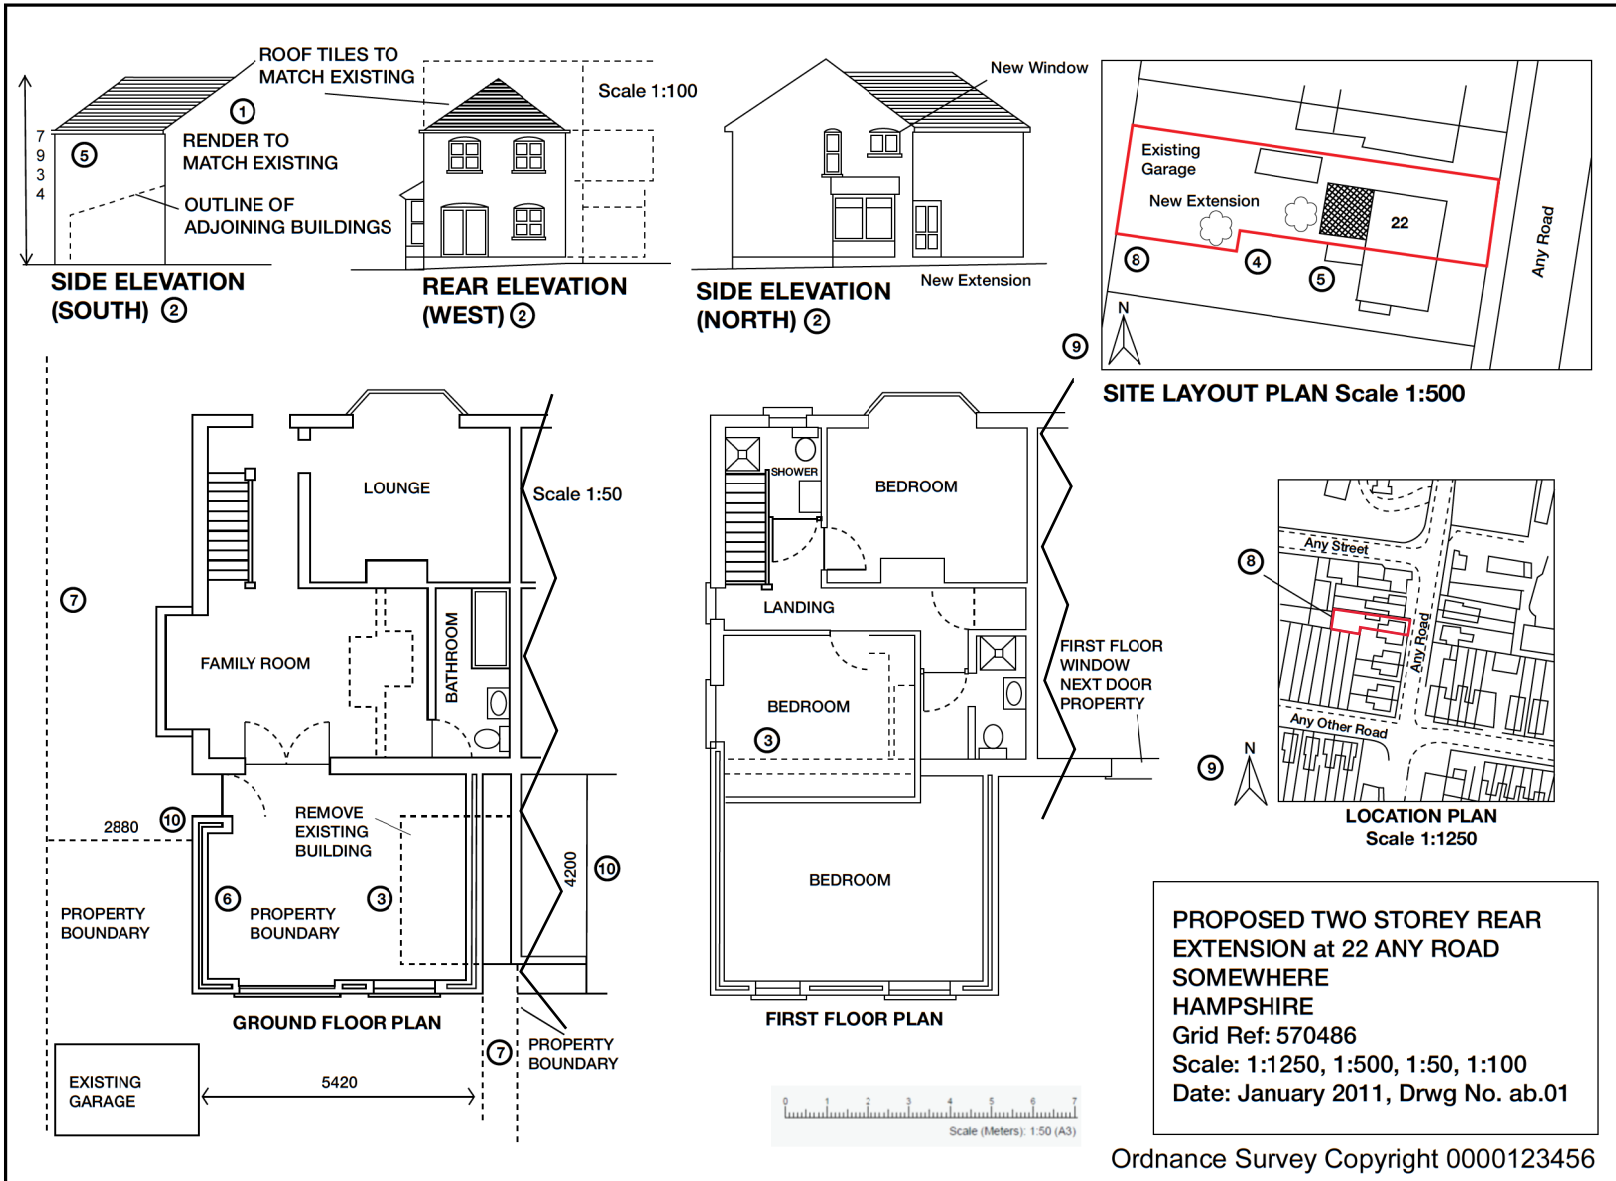 ROOF TILES TO
MATCH EXISTING
1
RENDER TO
MATCH EXISTING
5
7934
OUTLINE OF
ADJOINING BUILDINGS
SIDE ELEVATION
(SOUTH) 2
Scale 1:100
REAR ELEVATION
(WEST) 2
New Window
New Extension
SIDE ELEVATION
(NORTH) 2
Existing
Garage
New Extension
22
Any Road
8
4
5
N
SITE LAYOUT PLAN Scale 1:500
9
7
LOUNGE
Scale 1:50
FAMILY ROOM
BATHROOM
REMOVE
EXISTING
BUILDING
10
2880
4200
10
6
3
PROPERTY
BOUNDARY
PROPERTY
BOUNDARY
GROUND FLOOR PLAN
7
PROPERTY
BOUNDARY
EXISTING
GARAGE
5420
SHOWER
BEDROOM
LANDING
BEDROOM
3
FIRST FLOOR
WINDOW
NEXT DOOR
PROPERTY
BEDROOM
FIRST FLOOR PLAN
0 1 2 3 4 5 6 7
Scale (Meters): 1:50 (A3)
8
Any Street
Any Road
Any Other Road
9
N
LOCATION PLAN
Scale 1:1250
PROPOSED TWO STOREY REAR
EXTENSION at 22 ANY ROAD
SOMEWHERE
HAMPSHIRE
Grid Ref: 570486
Scale: 1:1250, 1:500, 1:50, 1:100
Date: January 2011, Drwg No. ab.01
Ordnance Survey Copyright 0000123456